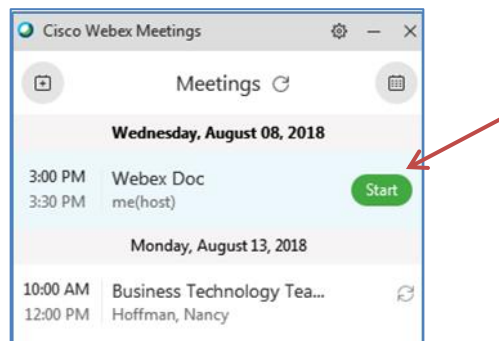 Cisco Webex Meetings
Meetings
Wednesday, August 08, 2018
3:00 PM Webex Doc
3:30 PM me(host)
Start
Monday, August 13, 2018
10:00 AM Business Technology Tea...
12:00 PM Hoffman, Nancy